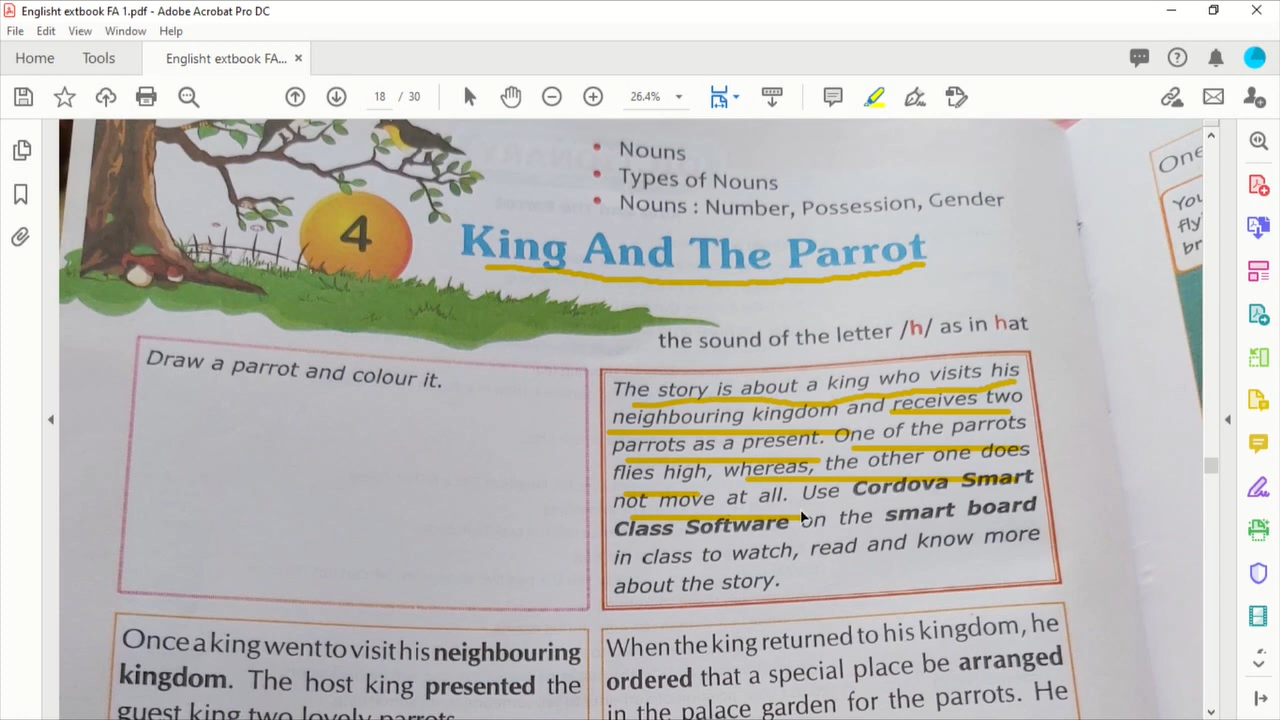 Englisht extbook FA 1.pdf - Adobe Acrobat Pro DC
File Edit View Window Help
Home Tools Englisht extbook FA... ×
18 / 30 26.4%
• Nouns
• Types of Nouns
• Nouns : Number, Possession, Gender
4
King And The Parrot
the sound of the letter /h/ as in hat
Draw a parrot and colour it.
The story is about a king who visits his
neighbouring kingdom and receives two
parrots as a present. One of the parrots
flies high, whereas, the other one does
not move at all. Use Cordova Smart
Class Software on the smart board
in class to watch, read and know more
about the story.
Once a king went to visit his neighbouring
kingdom. The host king presented the
guest king two lovely parrots.
When the king returned to his kingdom, he
ordered that a special place be arranged
in the palace garden for the parrots. He
One
You